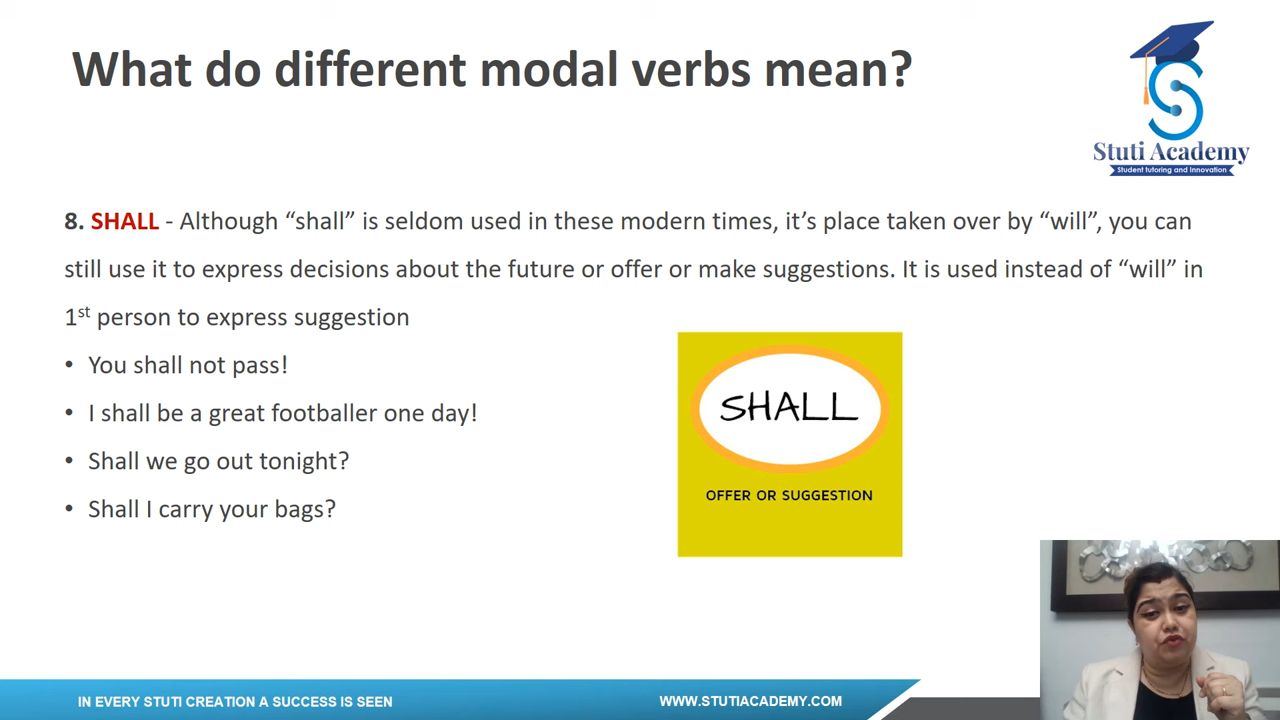 What do different modal verbs mean?
Stuti Academy
Student tutoring and Innovation
8. SHALL - Although “shall” is seldom used in these modern times, it’s place taken over by “will”, you can
still use it to express decisions about the future or offer or make suggestions. It is used instead of “will” in
1st person to express suggestion
• You shall not pass!
• I shall be a great footballer one day!
• Shall we go out tonight?
• Shall I carry your bags?
SHALL
OFFER OR SUGGESTION
IN EVERY STUTI CREATION A SUCCESS IS SEEN
WWW.STUTIACADEMY.COM